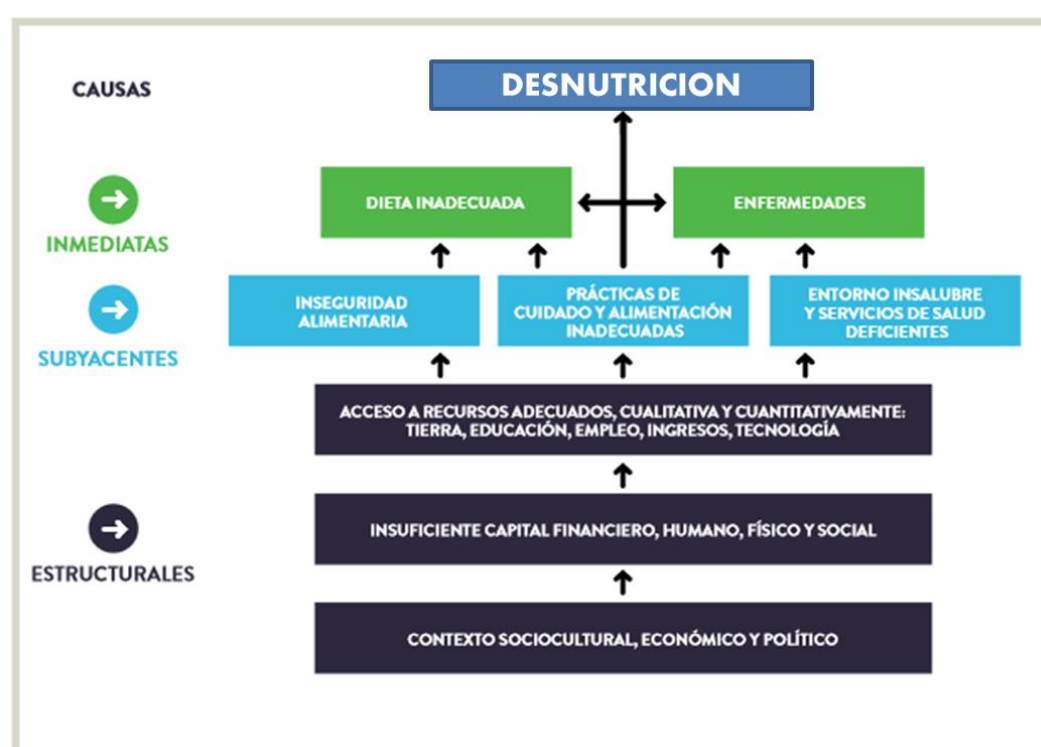 CAUSAS
DESNUTRICION
INMEDIATAS
DIETA INADECUADA
ENFERMEDADES
SUBYACENTES
INSEGURIDAD
ALIMENTARIA
PRÁCTICAS DE
CUIDADO Y ALIMENTACIÓN
INADECUADAS
ENTORNO INSALUBRE
Y SERVICIOS DE SALUD
DEFICIENTES
ACCESO A RECURSOS ADECUADOS, CUALITATIVA Y CUANTITATIVAMENTE:
TIERRA, EDUCACIÓN, EMPLEO, INGRESOS, TECNOLOGÍA
ESTRUCTURALES
INSUFICIENTE CAPITAL FINANCIERO, HUMANO, FÍSICO Y SOCIAL
CONTEXTO SOCIOCULTURAL, ECONÓMICO Y POLÍTICO